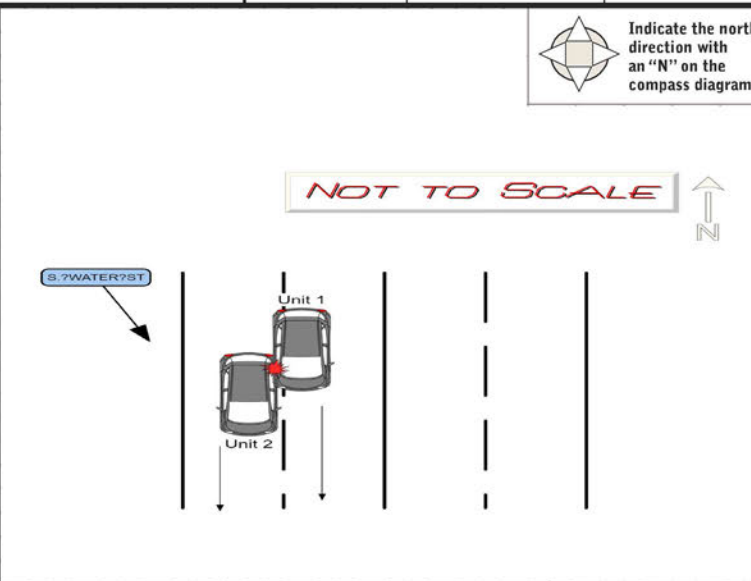 Indicate the north
direction with
an “N” on the
compass diagram
NOT TO SCALE
N
S.?WATER?ST
Unit 1
Unit 2